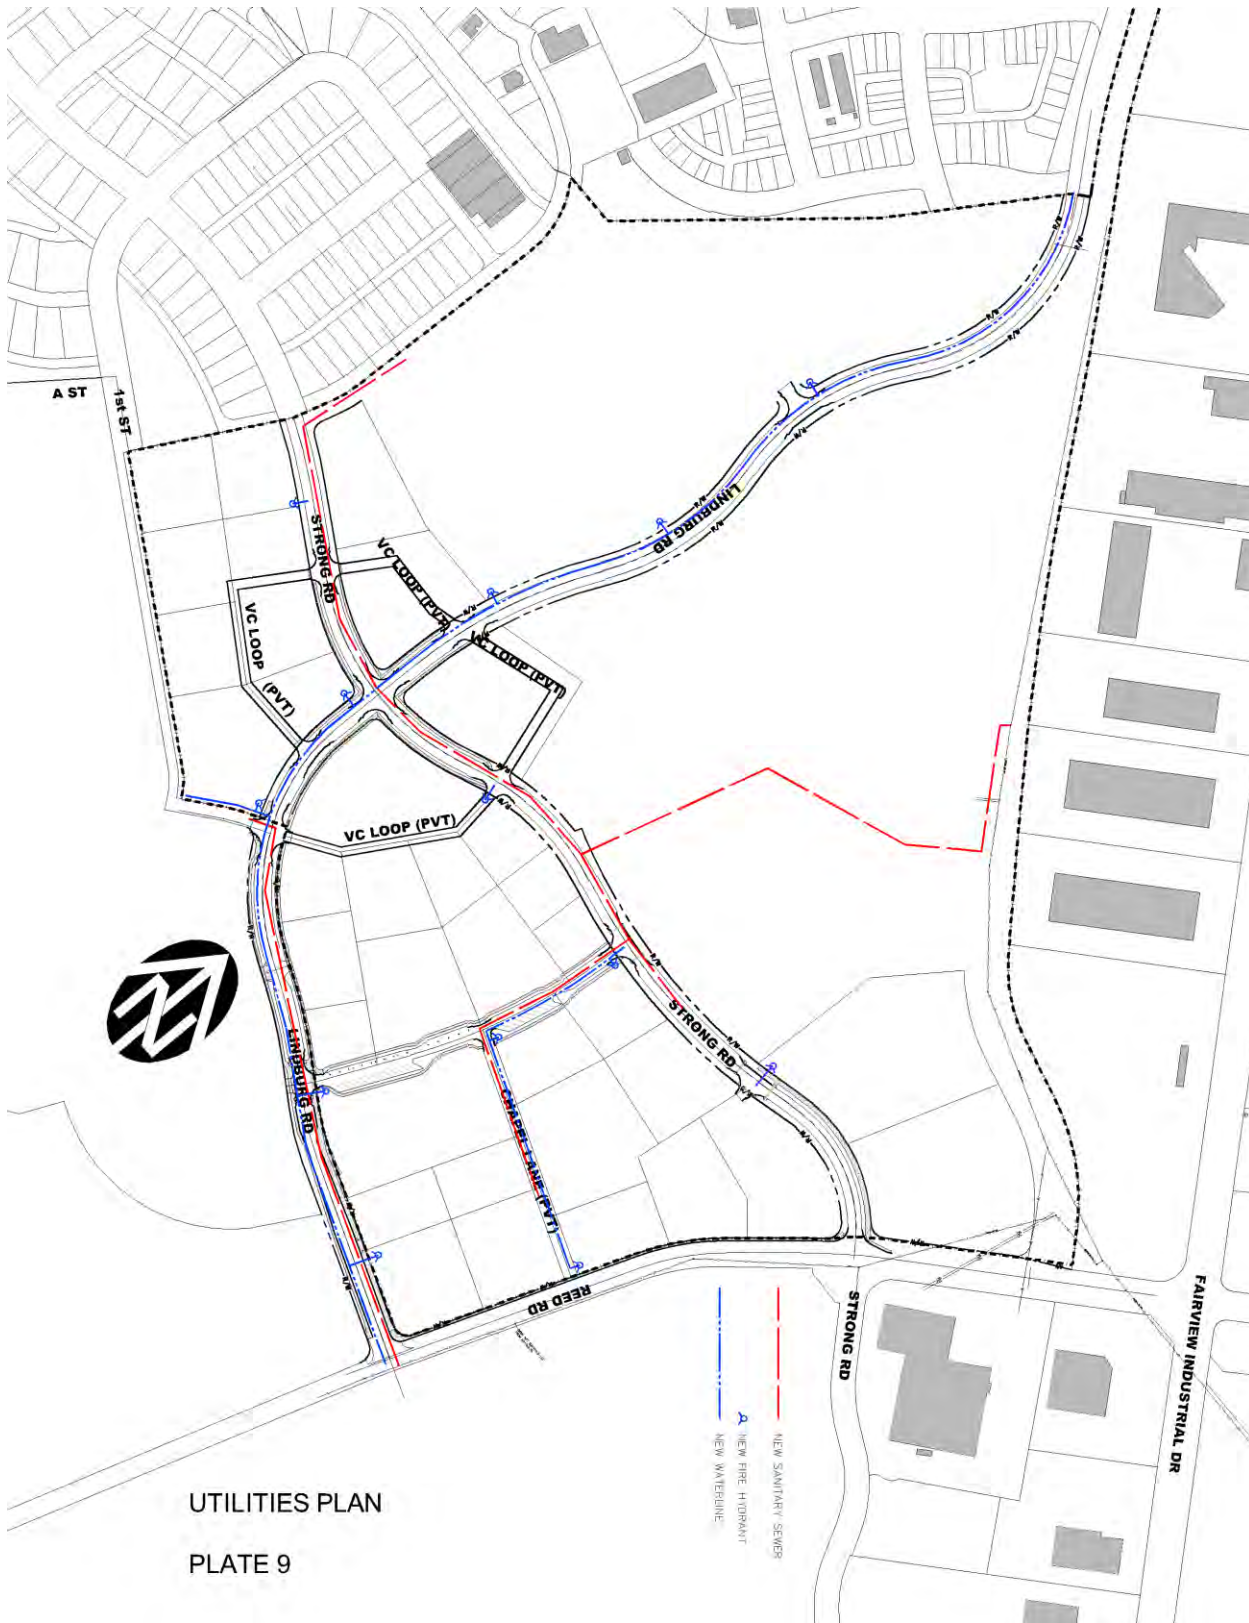 A ST
1st ST
STRONG RD
VC LOOP (PVT)
LINDBURG RD
VC LOOP
(PVT)
VC LOOP (PVT)
VC LOOP (PVT)
LINDBURG RD
STRONG RD
CHAPEL LANE (PVT)
REED RD
STRONG RD
FAIRVIEW INDUSTRIAL DR
NEW SANITARY SEWER
NEW FIRE HYDRANT
NEW WATERLINE
UTILITIES PLAN
PLATE 9